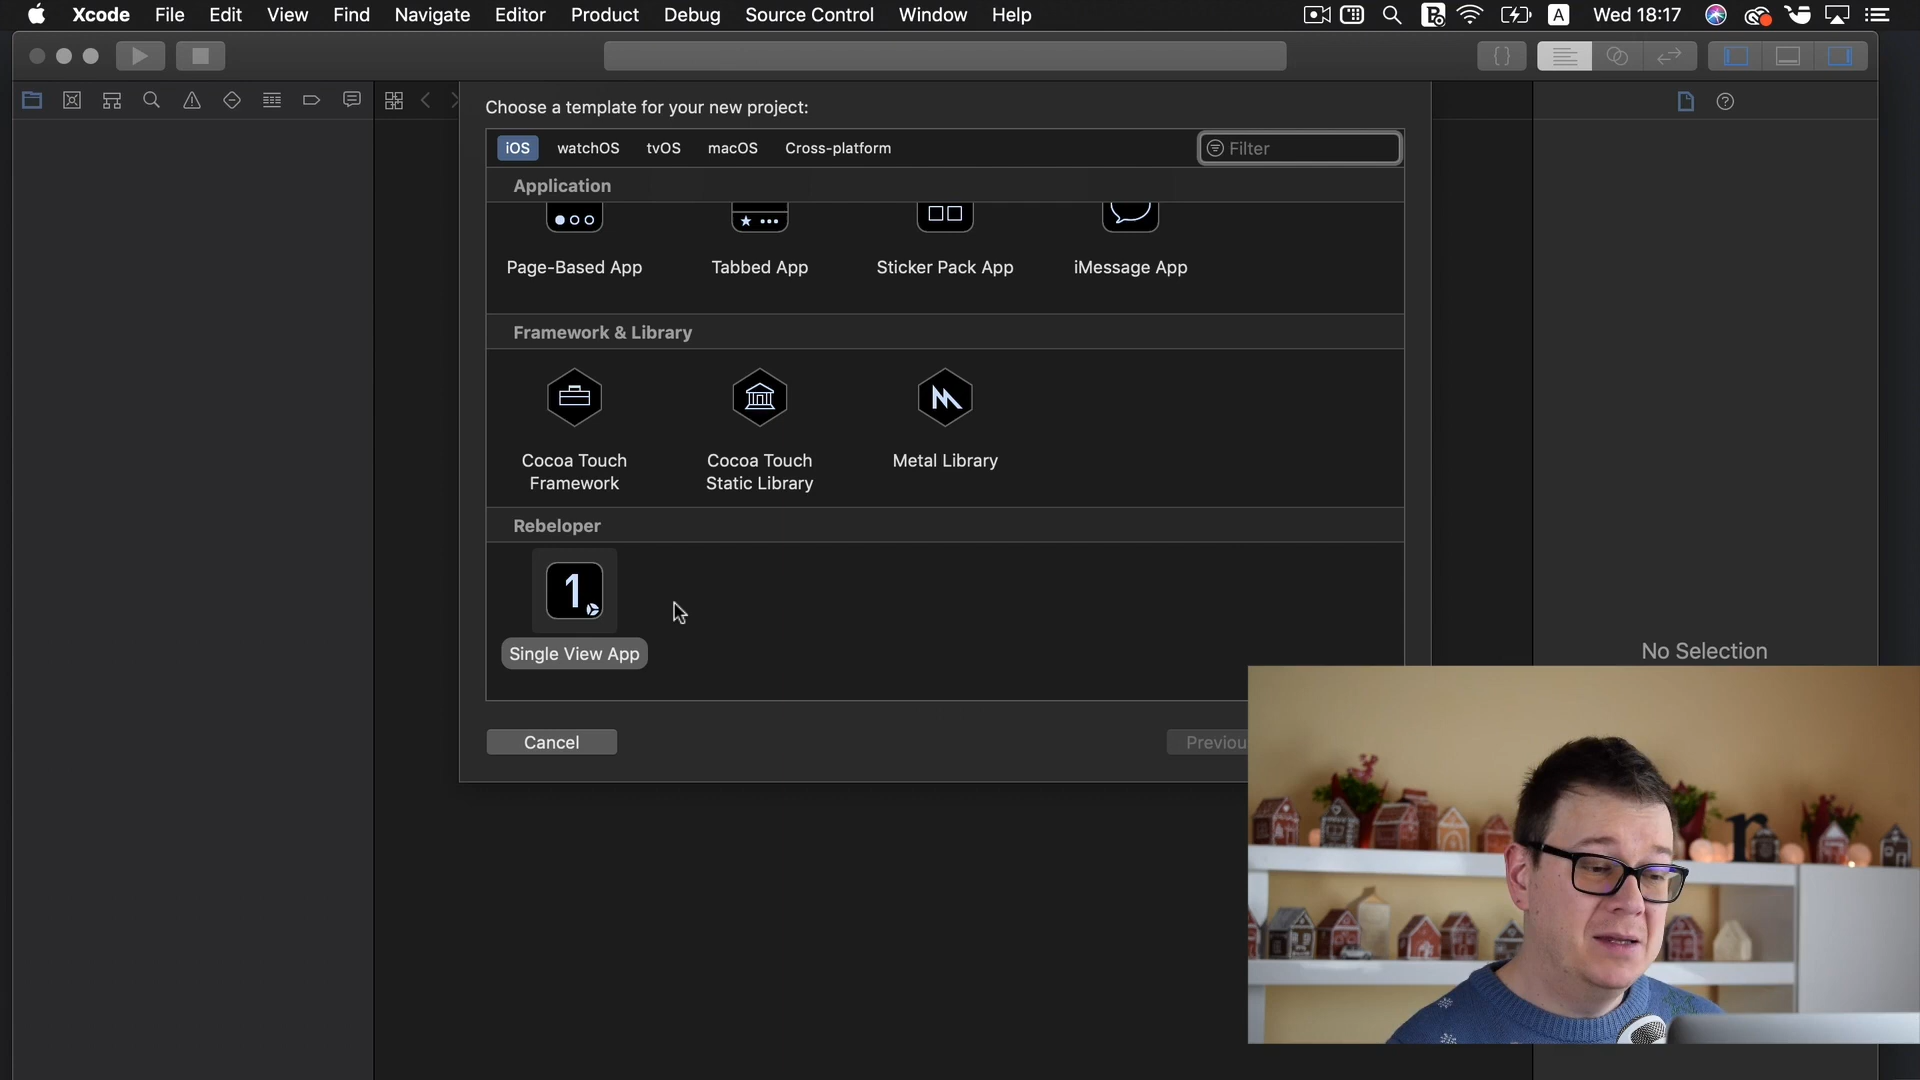 Xcode File Edit View Find Navigate Editor Product Debug Source Control Window Help A Wed 18:17
Choose a template for your new project:
iOS watchOS tvOS macOS Cross-platform Filter
Application
Page-Based App Tabbed App Sticker Pack App iMessage App
Framework & Library
Cocoa Touch Framework
Cocoa Touch Static Library
Metal Library
Rebeloper
1
Single View App
No Selection
Cancel Previou
r